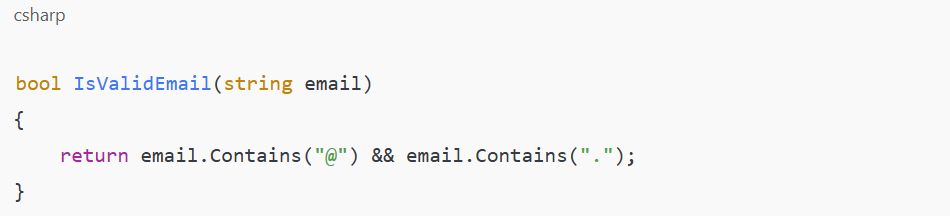 csharp
bool IsValidEmail(string email)
{
    return email.Contains("@") && email.Contains(".");
}